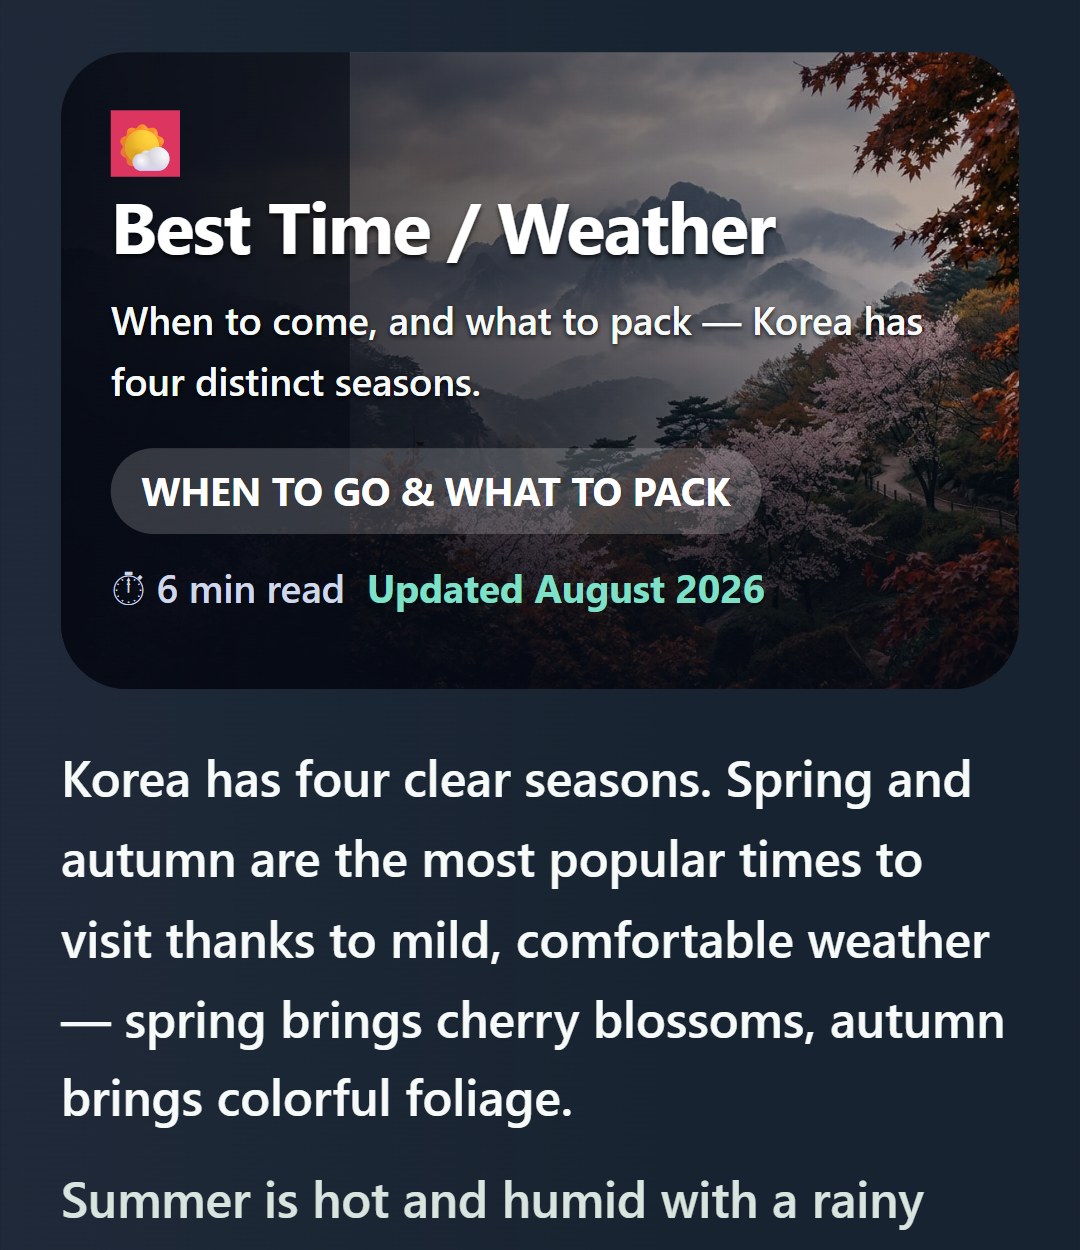 Best Time / Weather
When to come, and what to pack — Korea has
four distinct seasons.
WHEN TO GO & WHAT TO PACK
⏱ 6 min read Updated August 2026
Korea has four clear seasons. Spring and
autumn are the most popular times to
visit thanks to mild, comfortable weather
— spring brings cherry blossoms, autumn
brings colorful foliage.
Summer is hot and humid with a rainy